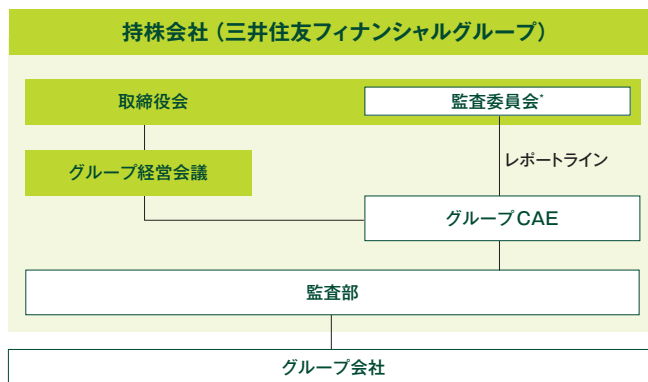 持株会社（三井住友フィナンシャルグループ）
取締役会
監査委員会*
レポートライン
グループ経営会議
グループCAE
監査部
グループ会社